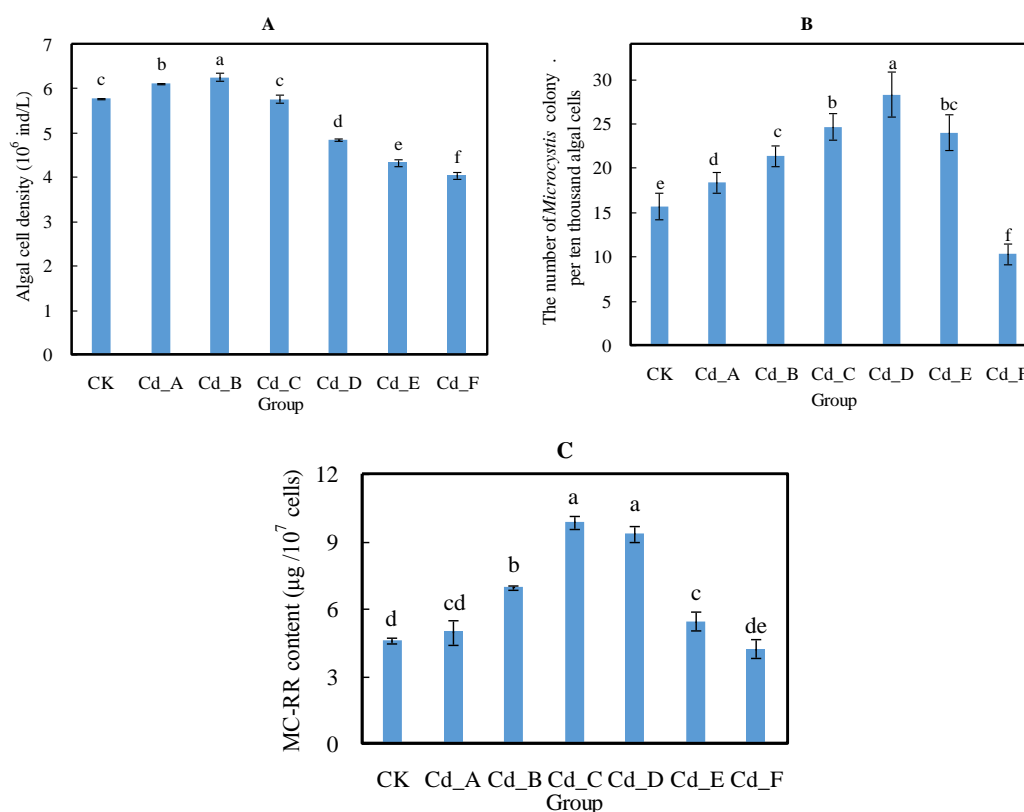 A
Algal cell density (10⁶ ind/L)
7
6
5
4
3
2
1
0
c
b
a
c
d
e
f
CK Cd_A Cd_B Cd_C Cd_D Cd_E Cd_F
Group
B
The number of Microcystis colony .
per ten thousand algal cells
30
25
20
15
10
5
0
e
d
c
b
a
bc
f
CK Cd_A Cd_B Cd_C Cd_D Cd_E Cd_F
Group
C
MC-RR content (μg /10⁷ cells)
12
9
6
3
0
d
cd
b
a
a
c
de
CK Cd_A Cd_B Cd_C Cd_D Cd_E Cd_F
Group